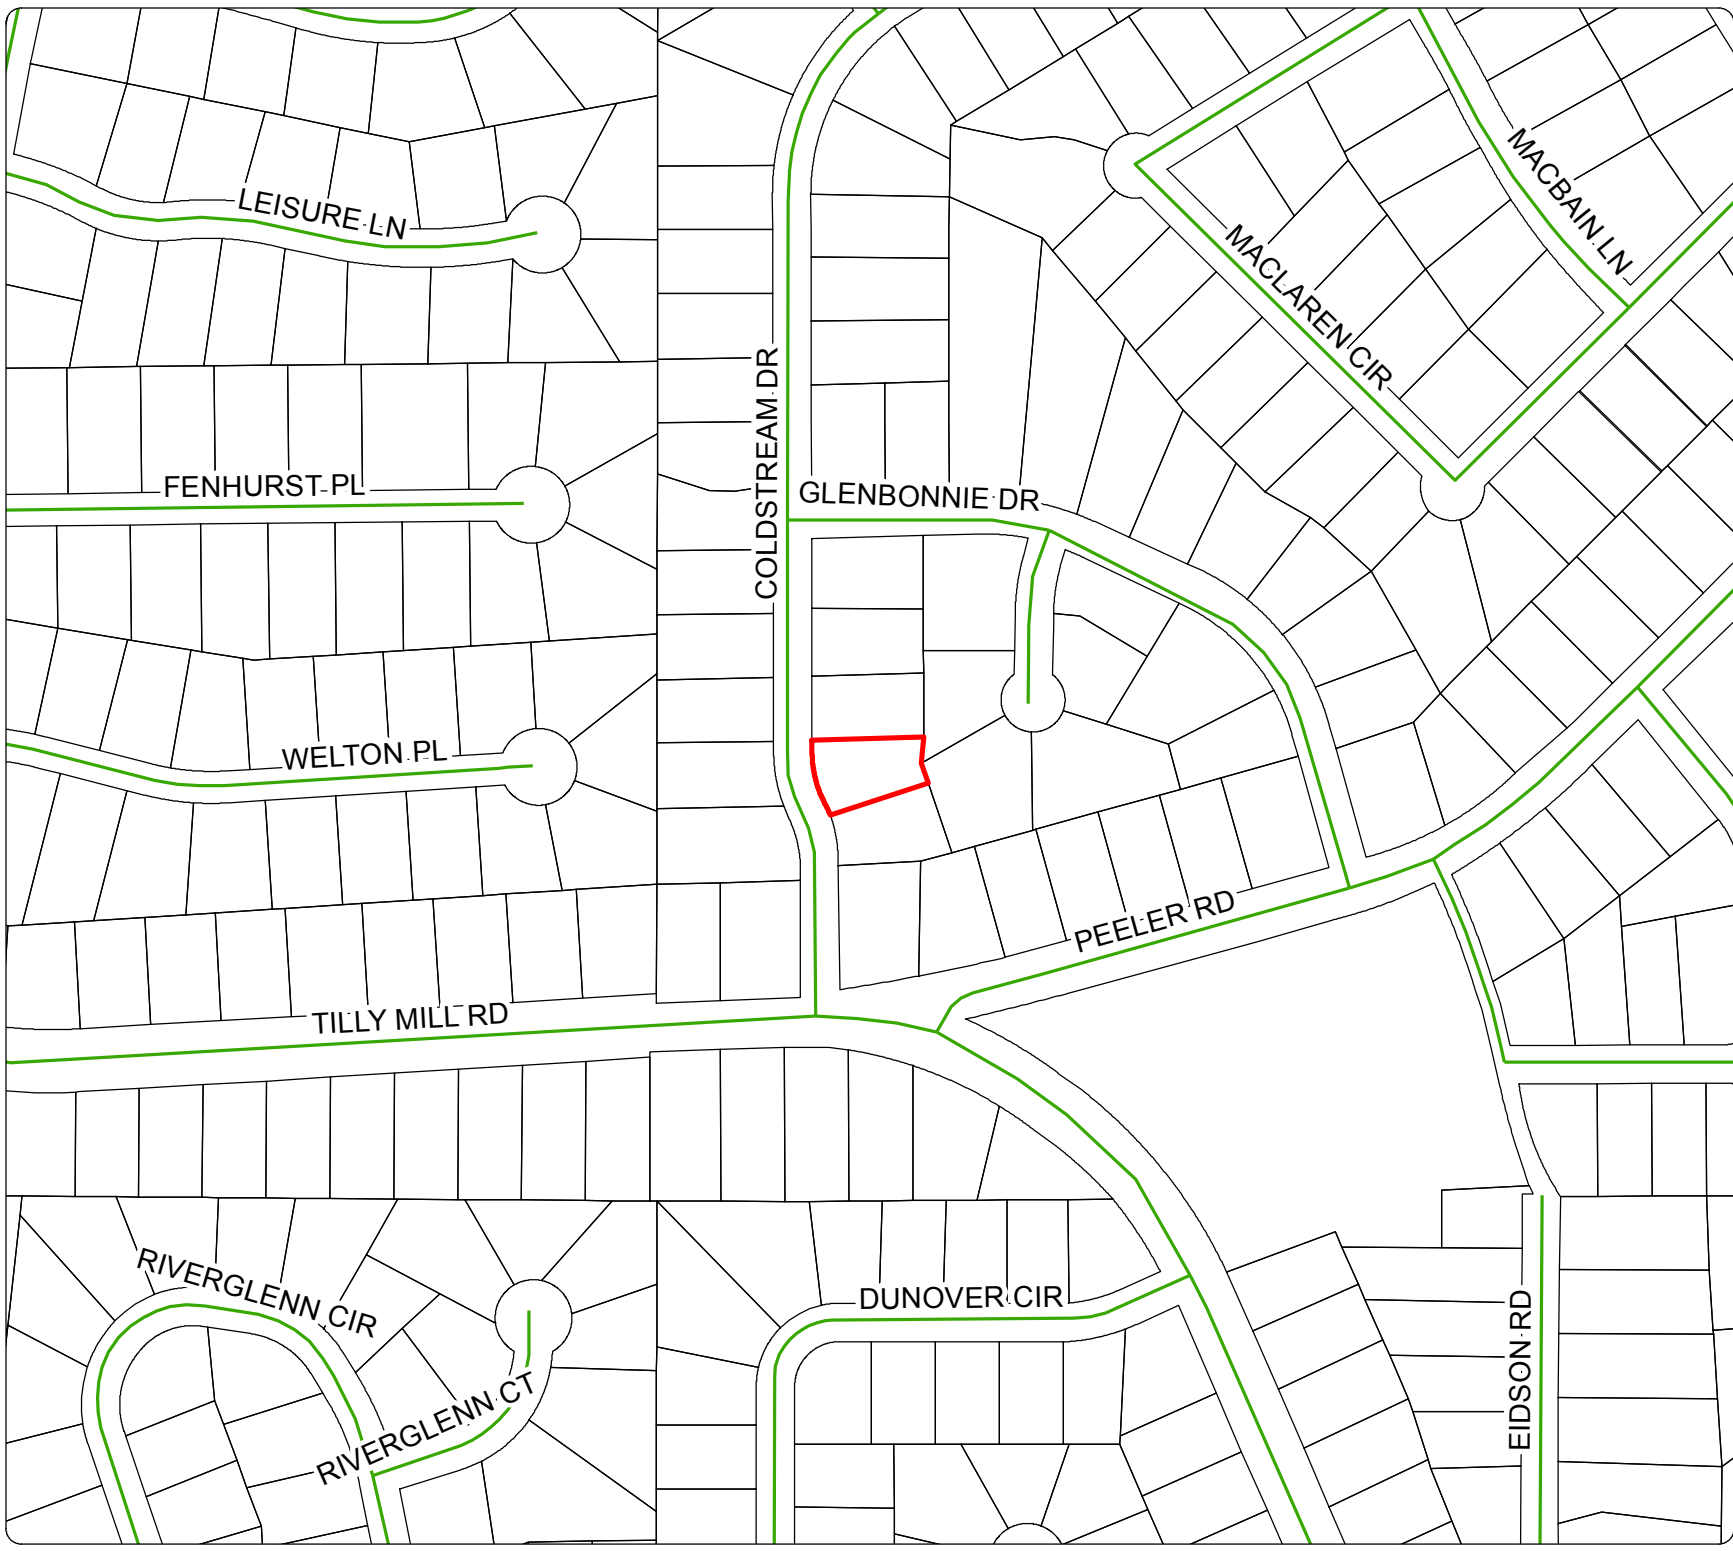 LEISURE LN
MACBAIN LN
MACLAREN CIR
COLDSTREAM DR
FENHURST PL
GLENBONNIE DR
WELTON PL
PEELER RD
TILLY MILL RD
RIVERGLENN CIR
DUNOVER CIR
EIDSON RD
RIVERGLENN CT